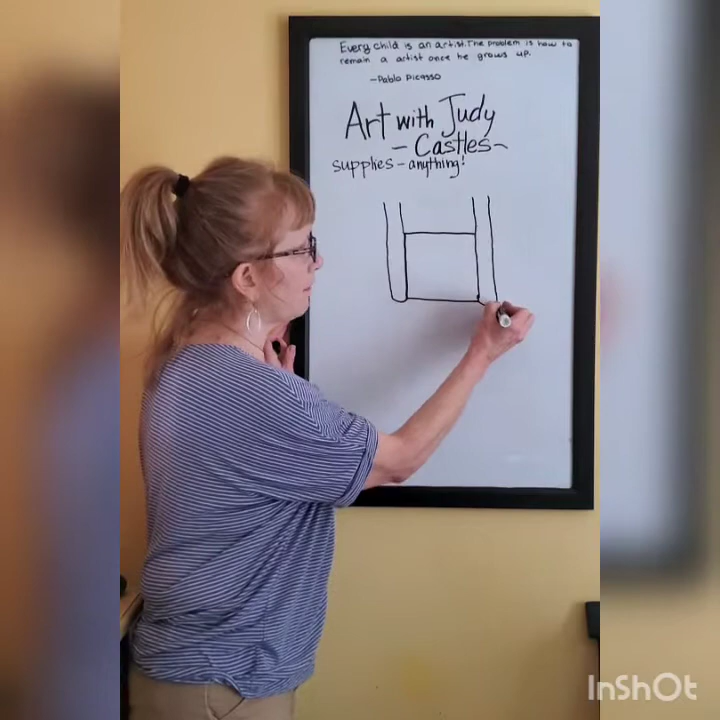 Every child is an artist. The problem is how to
remain a artist once he grows up.
-Pablo Picasso
Art with Judy
- Castles -
supplies - anything!
InShOt